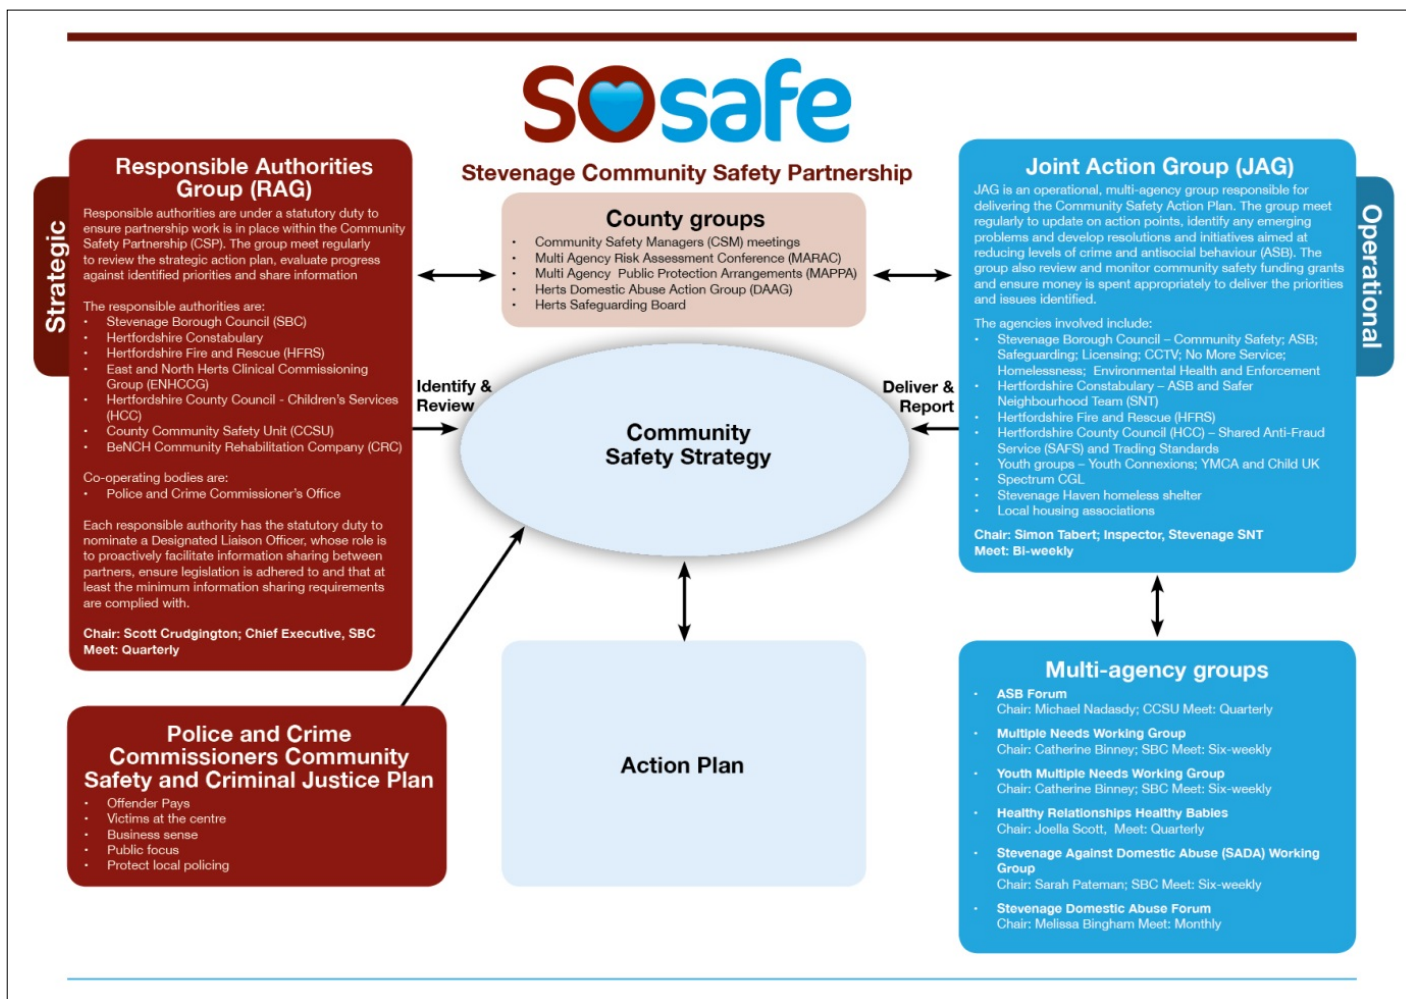 SOsafe
Stevenage Community Safety Partnership
Strategic
Responsible Authorities
Group (RAG)
Responsible authorities are under a statutory duty to
ensure partnership work is in place within the Community
Safety Partnership (CSP). The group meet regularly
to review the strategic action plan, evaluate progress
against identified priorities and share information
The responsible authorities are:
• Stevenage Borough Council (SBC)
• Hertfordshire Constabulary
• Hertfordshire Fire and Rescue (HFRS)
• East and North Herts Clinical Commissioning
Group (ENHCCG)
• Hertfordshire County Council - Children's Services
(HCC)
• County Community Safety Unit (CCSU)
• BeNCH Community Rehabilitation Company (CRC)
Co-operating bodies are:
• Police and Crime Commissioner's Office
Each responsible authority has the statutory duty to
nominate a Designated Liaison Officer, whose role is
to proactively facilitate information sharing between
partners, ensure legislation is adhered to and that at
least the minimum information sharing requirements
are complied with.
Chair: Scott Crudgington; Chief Executive, SBC
Meet: Quarterly
County groups
• Community Safety Managers (CSM) meetings
• Multi Agency Risk Assessment Conference (MARAC)
• Multi Agency Public Protection Arrangements (MAPPA)
• Herts Domestic Abuse Action Group (DAAG)
• Herts Safeguarding Board
Operational
Joint Action Group (JAG)
JAG is an operational, multi-agency group responsible for
delivering the Community Safety Action Plan. The group meet
regularly to update on action points, identify any emerging
problems and develop resolutions and initiatives aimed at
reducing levels of crime and antisocial behaviour (ASB). The
group also review and monitor community safety funding grants
and ensure money is spent appropriately to deliver the priorities
and issues identified.
The agencies involved include:
• Stevenage Borough Council – Community Safety; ASB;
Safeguarding; Licensing; CCTV; No More Service;
Homelessness; Environmental Health and Enforcement
• Hertfordshire Constabulary – ASB and Safer
Neighbourhood Team (SNT)
• Hertfordshire Fire and Rescue (HFRS)
• Hertfordshire County Council (HCC) – Shared Anti-Fraud
Service (SAFS) and Trading Standards
• Youth groups – Youth Connexions; YMCA and Child UK
• Spectrum CGL
• Stevenage Haven homeless shelter
• Local housing associations
Chair: Simon Tabert; Inspector, Stevenage SNT
Meet: Bi-weekly
Identify &
Review
Community
Safety Strategy
Deliver &
Report
Police and Crime
Commissioners Community
Safety and Criminal Justice Plan
• Offender Pays
• Victims at the centre
• Business sense
• Public focus
• Protect local policing
Action Plan
Multi-agency groups
• ASB Forum
Chair: Michael Nadasdy; CCSU Meet: Quarterly
• Multiple Needs Working Group
Chair: Catherine Binney; SBC Meet: Six-weekly
• Youth Multiple Needs Working Group
Chair: Catherine Binney; SBC Meet: Six-weekly
• Healthy Relationships Healthy Babies
Chair: Joella Scott, Meet: Quarterly
• Stevenage Against Domestic Abuse (SADA) Working
Group
Chair: Sarah Pateman; SBC Meet: Six-weekly
• Stevenage Domestic Abuse Forum
Chair: Melissa Bingham Meet: Monthly